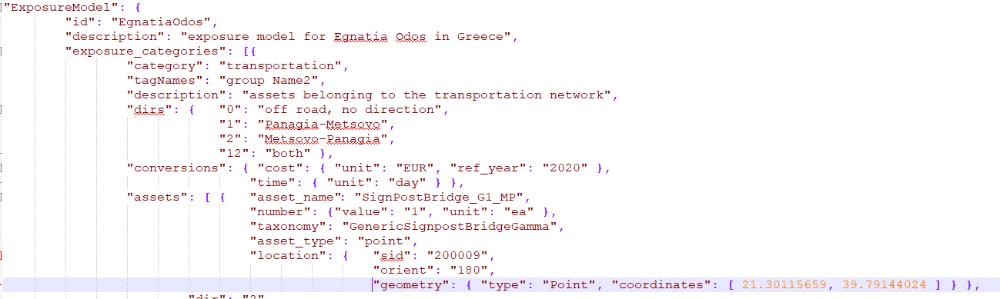 "ExposureModel": {
"id": "EgnatiaOdos",
"description": "exposure model for Egnatia Odos in Greece",
"exposure_categories": [{
"category": "transportation",
"tagNames": "group Name2",
"description": "assets belonging to the transportation network",
"dirs": { "0": "off road, no direction",
"1": "Panagia-Metsovo",
"2": "Metsovo-Panagia",
"12": "both" },
"conversions": { "cost": { "unit": "EUR", "ref_year": "2020" },
"time": { "unit": "day" } },
"assets": [ { "asset_name": "SignPostBridge_G1_MP",
"number": {"value": "1", "unit": "ea" },
"taxonomy": "GenericSignpostBridgeGamma",
"asset_type": "point",
"location": { "sid": "200009",
"orient": "180",
"geometry": { "type": "Point", "coordinates": [ 21.30115659, 39.79144024 ] } },
"dir": "2"